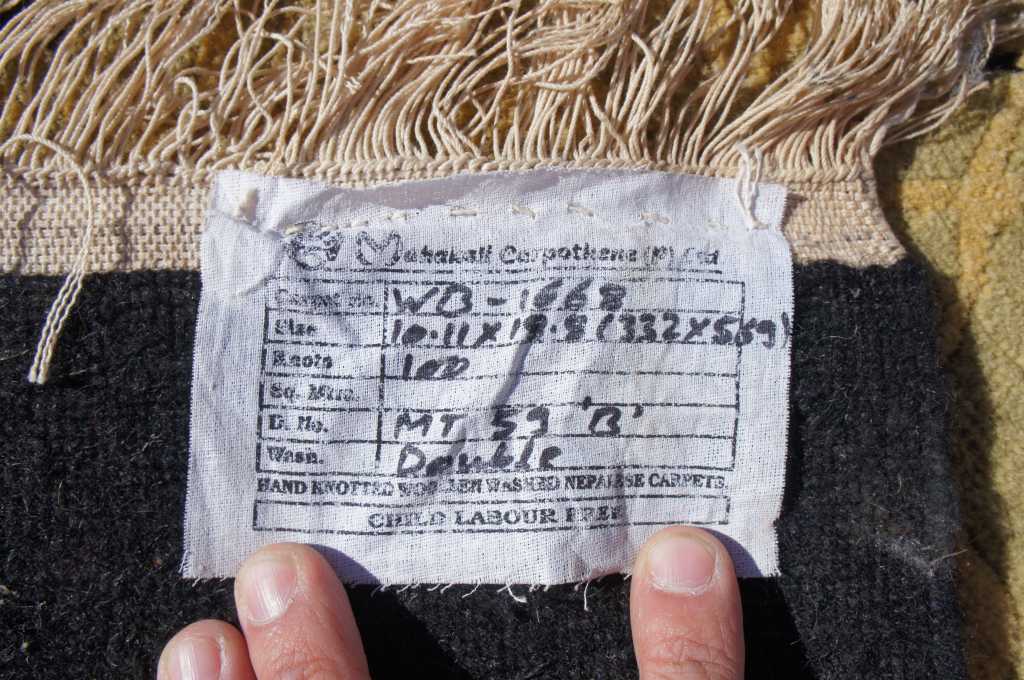 Mahakali Carpothene (P) Ltd
Carpet no. WB-1668
Size 10.11X18.8 (332X569)
Knots 100
Sq. Mtrs.
D. No. MT 59 'B'
Wash. Double
HAND KNOTTED WOOLLEN WASHED NEPALESE CARPETS.
CHILD LABOUR FREE